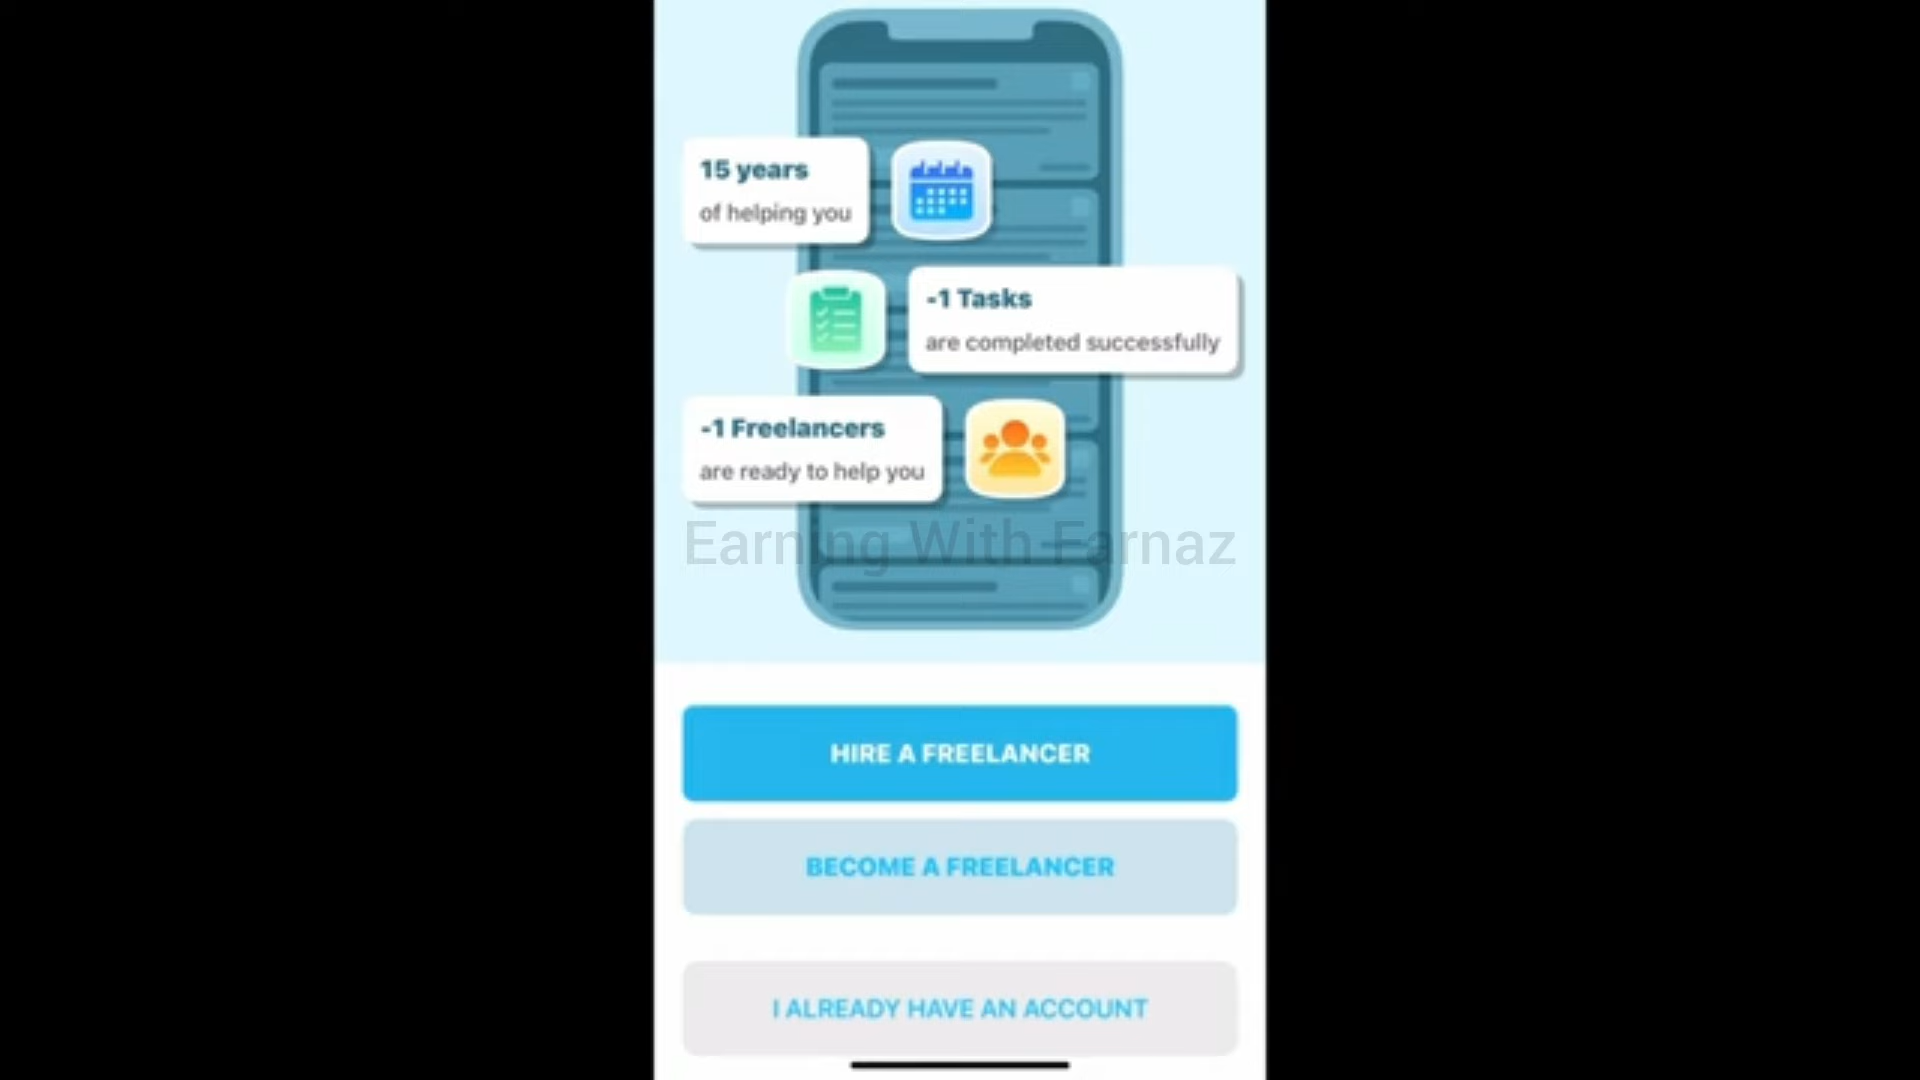 15 years
of helping you
-1 Tasks
are completed successfully
-1 Freelancers
are ready to help you
Earning With Farnaz
HIRE A FREELANCER
BECOME A FREELANCER
I ALREADY HAVE AN ACCOUNT